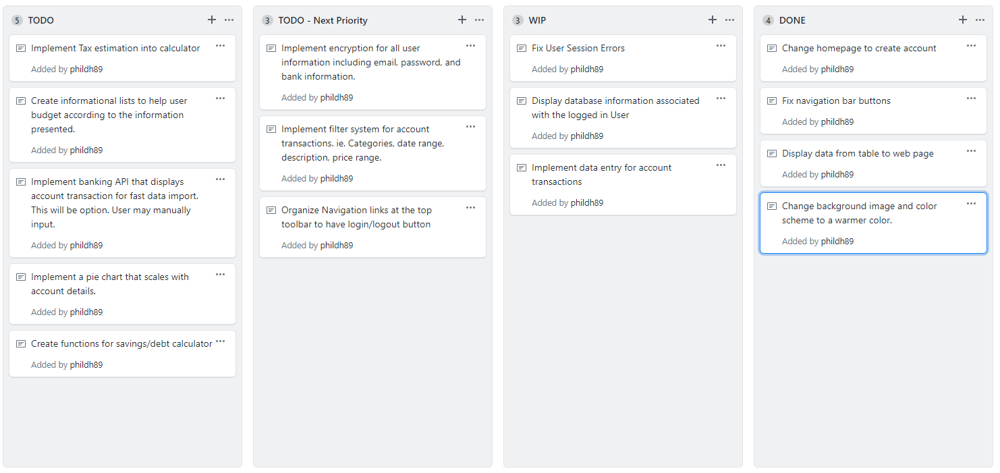 5 TODO
Implement Tax estimation into calculator
Added by phildh89
Create informational lists to help user
budget according to the information
presented.
Added by phildh89
Implement banking API that displays
account transaction for fast data import.
This will be option. User may manually
input.
Added by phildh89
Implement a pie chart that scales with
account details.
Added by phildh89
Create functions for savings/debt calculator
Added by phildh89
3 TODO - Next Priority
Implement encryption for all user
information including email, password, and
bank information.
Added by phildh89
Implement filter system for account
transactions. ie. Categories, date range,
description, price range.
Added by phildh89
Organize Navigation links at the top
toolbar to have login/logout button
Added by phildh89
3 WIP
Fix User Session Errors
Added by phildh89
Display database information associated
with the logged in User
Added by phildh89
Implement data entry for account
transactions
Added by phildh89
4 DONE
Change homepage to create account
Added by phildh89
Fix navigation bar buttons
Added by phildh89
Display data from table to web page
Added by phildh89
Change background image and color
scheme to a warmer color.
Added by phildh89